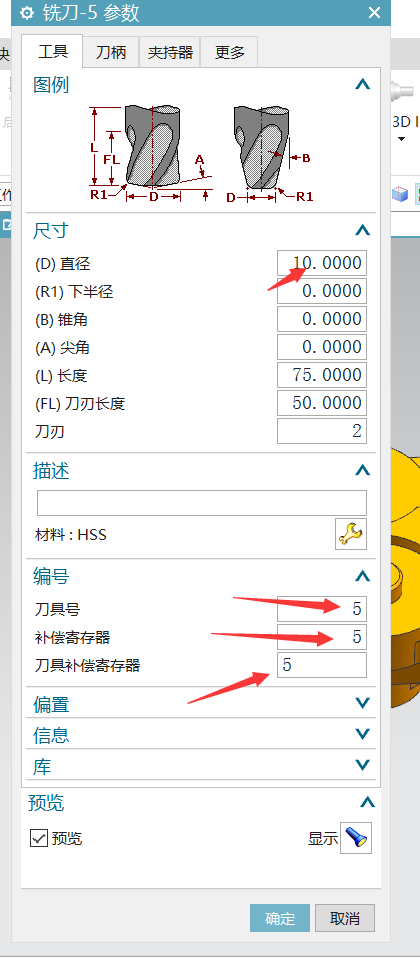 铣刀-5 参数
工具 刀柄 夹持器 更多
图例
L FL A R1 D B D R1
尺寸
(D) 直径 10.0000
(R1) 下半径 0.0000
(B) 锥角 0.0000
(A) 尖角 0.0000
(L) 长度 75.0000
(FL) 刀刃长度 50.0000
刀刃 2
描述
材料 : HSS
编号
刀具号 5
补偿寄存器 5
刀具补偿寄存器 5
偏置
信息
库
预览
预览 显示
确定 取消
3D